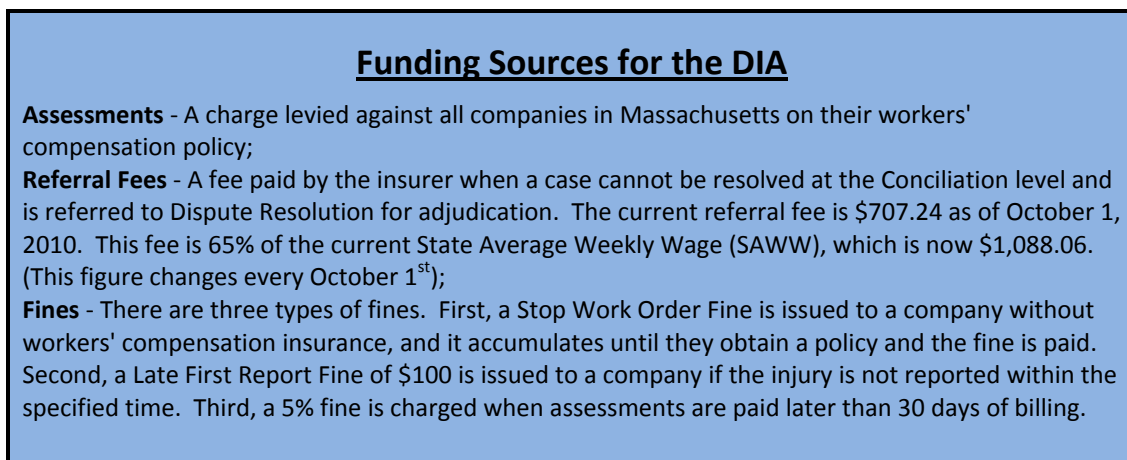 Funding Sources for the DIA
Assessments - A charge levied against all companies in Massachusetts on their workers'
compensation policy;
Referral Fees - A fee paid by the insurer when a case cannot be resolved at the Conciliation level and
is referred to Dispute Resolution for adjudication.  The current referral fee is $707.24 as of October 1,
2010.  This fee is 65% of the current State Average Weekly Wage (SAWW), which is now $1,088.06.
(This figure changes every October 1st);
Fines - There are three types of fines.  First, a Stop Work Order Fine is issued to a company without
workers' compensation insurance, and it accumulates until they obtain a policy and the fine is paid.
Second, a Late First Report Fine of $100 is issued to a company if the injury is not reported within the
specified time.  Third, a 5% fine is charged when assessments are paid later than 30 days of billing.